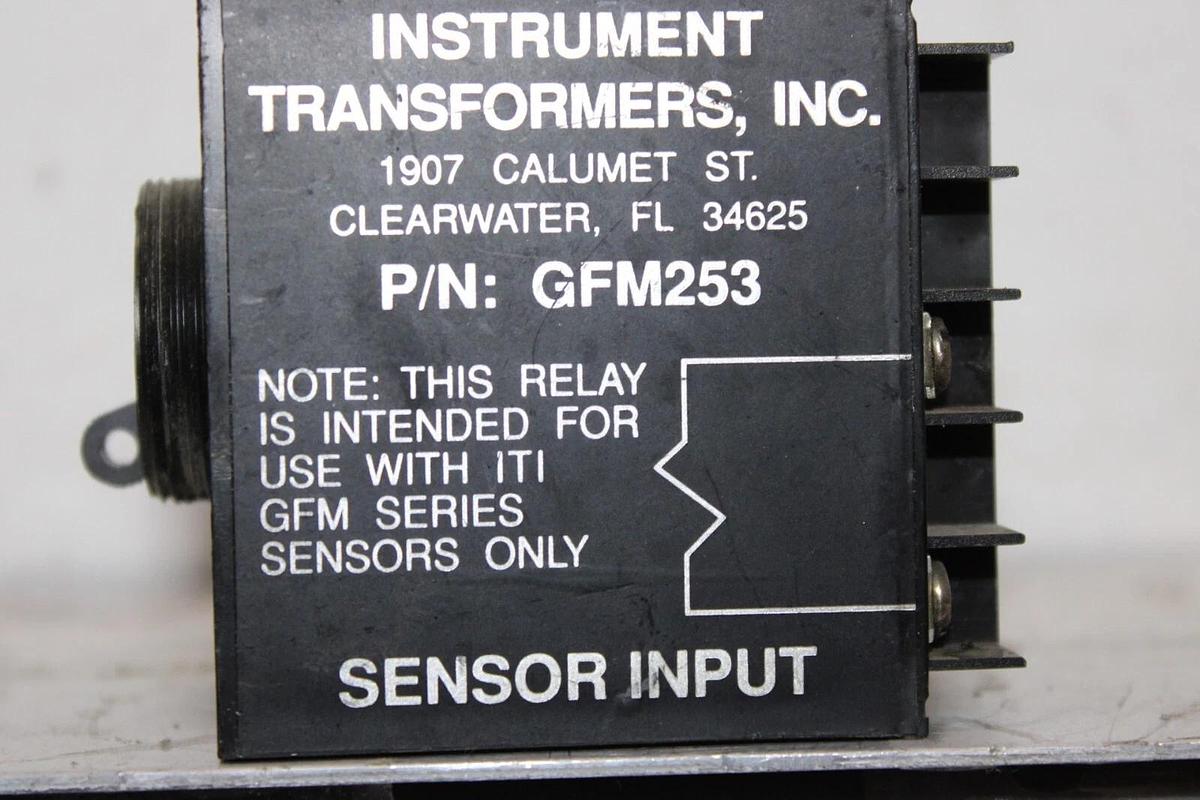 INSTRUMENT
TRANSFORMERS, INC.
1907 CALUMET ST.
CLEARWATER, FL 34625
P/N: GFM253
NOTE: THIS RELAY
IS INTENDED FOR
USE WITH ITI
GFM SERIES
SENSORS ONLY
SENSOR INPUT